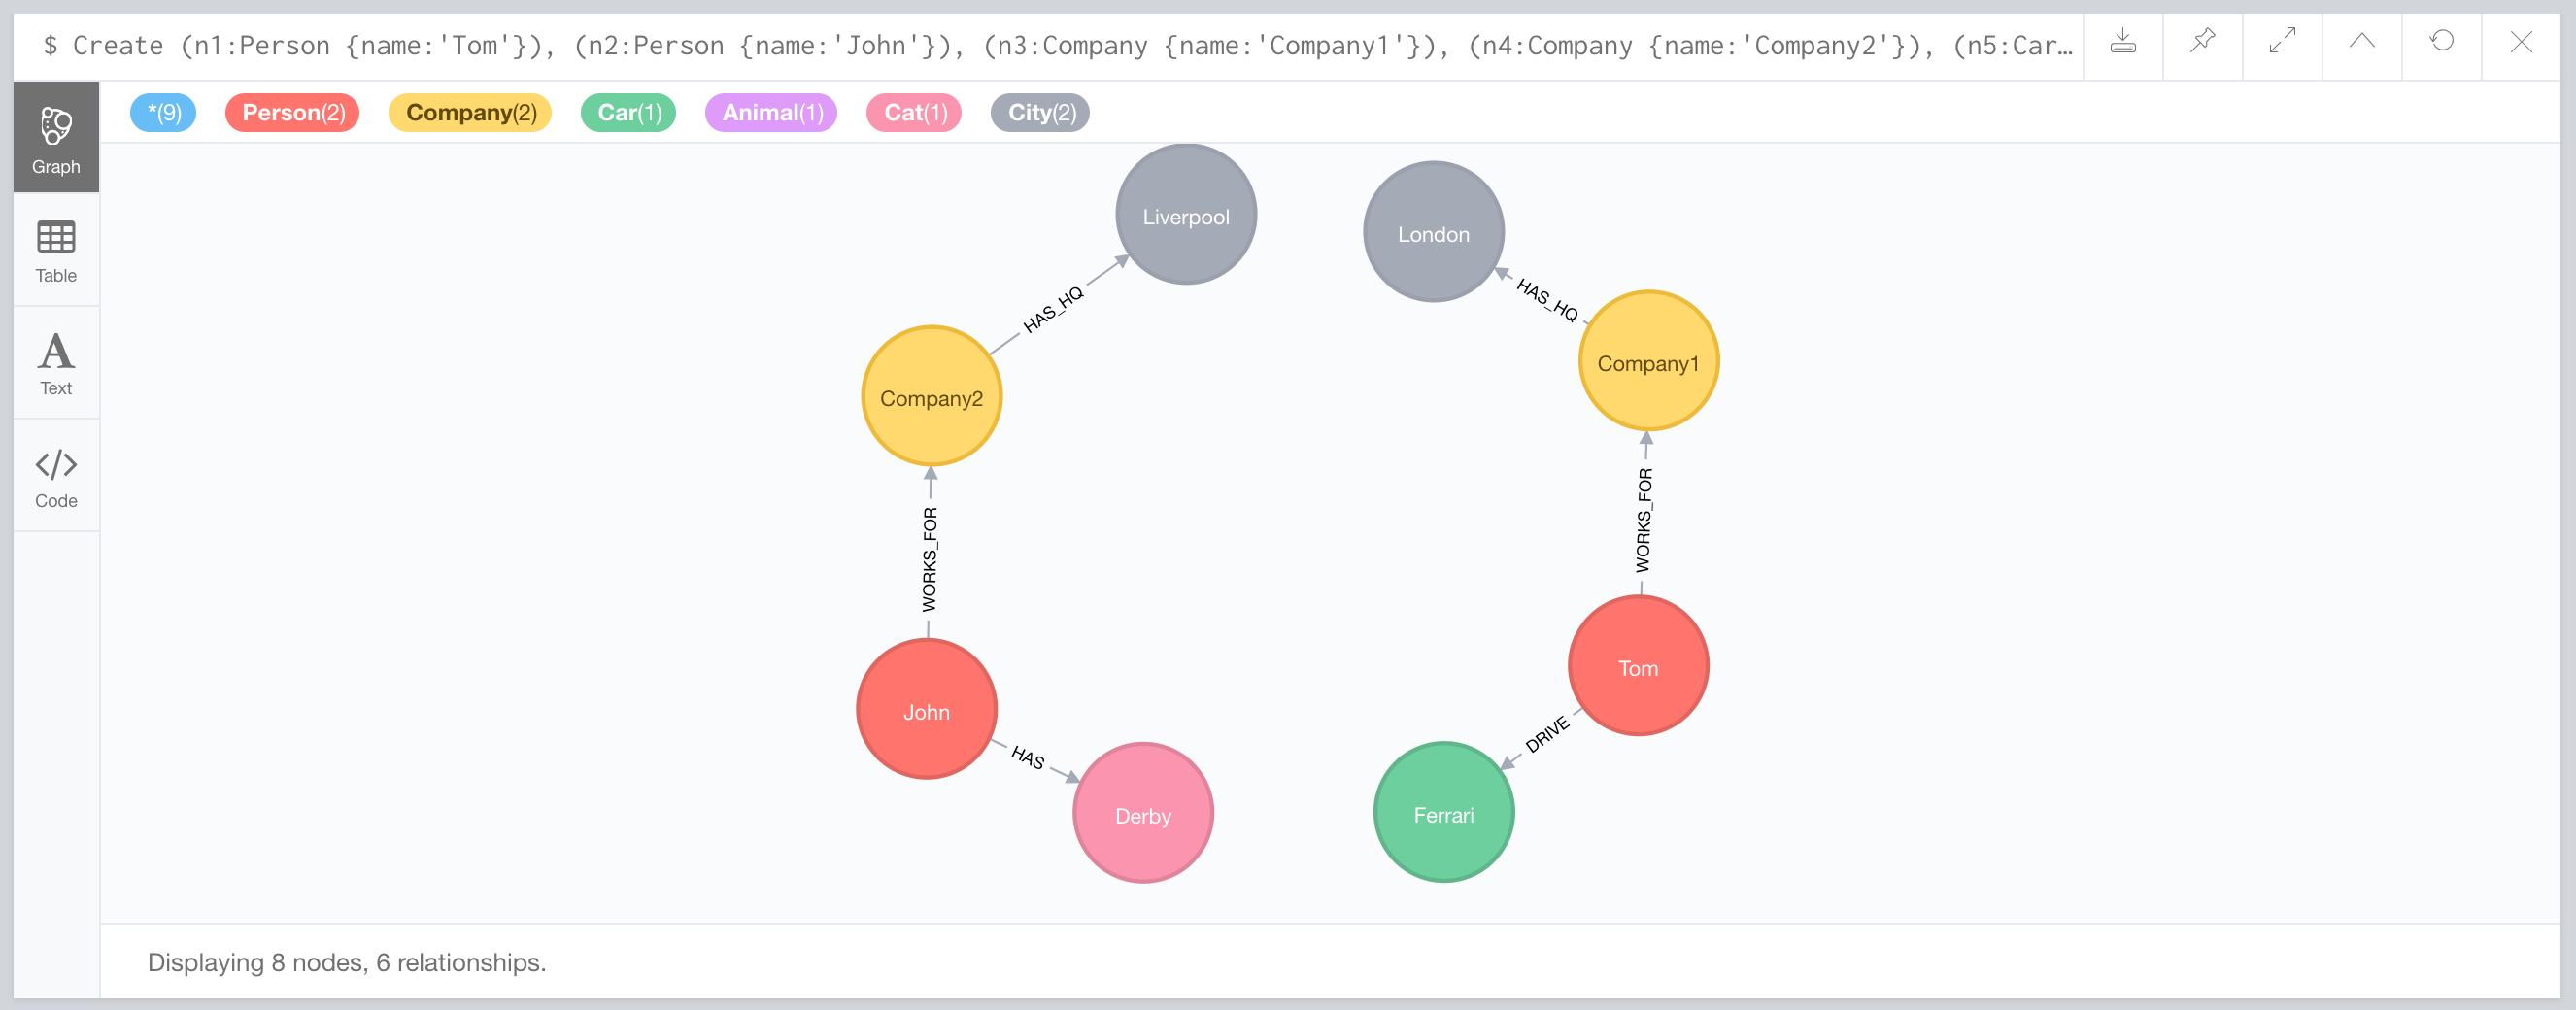 $ Create (n1:Person {name:'Tom'}), (n2:Person {name:'John'}), (n3:Company {name:'Company1'}), (n4:Company {name:'Company2'}), (n5:Car…
*(9) Person(2) Company(2) Car(1) Animal(1) Cat(1) City(2)
Graph
Table
Text
Code
Liverpool
London
HAS_HQ
HAS_HQ
Company2
Company1
WORKS_FOR
WORKS_FOR
John
Tom
HAS
DRIVE
Derby
Ferrari
Displaying 8 nodes, 6 relationships.